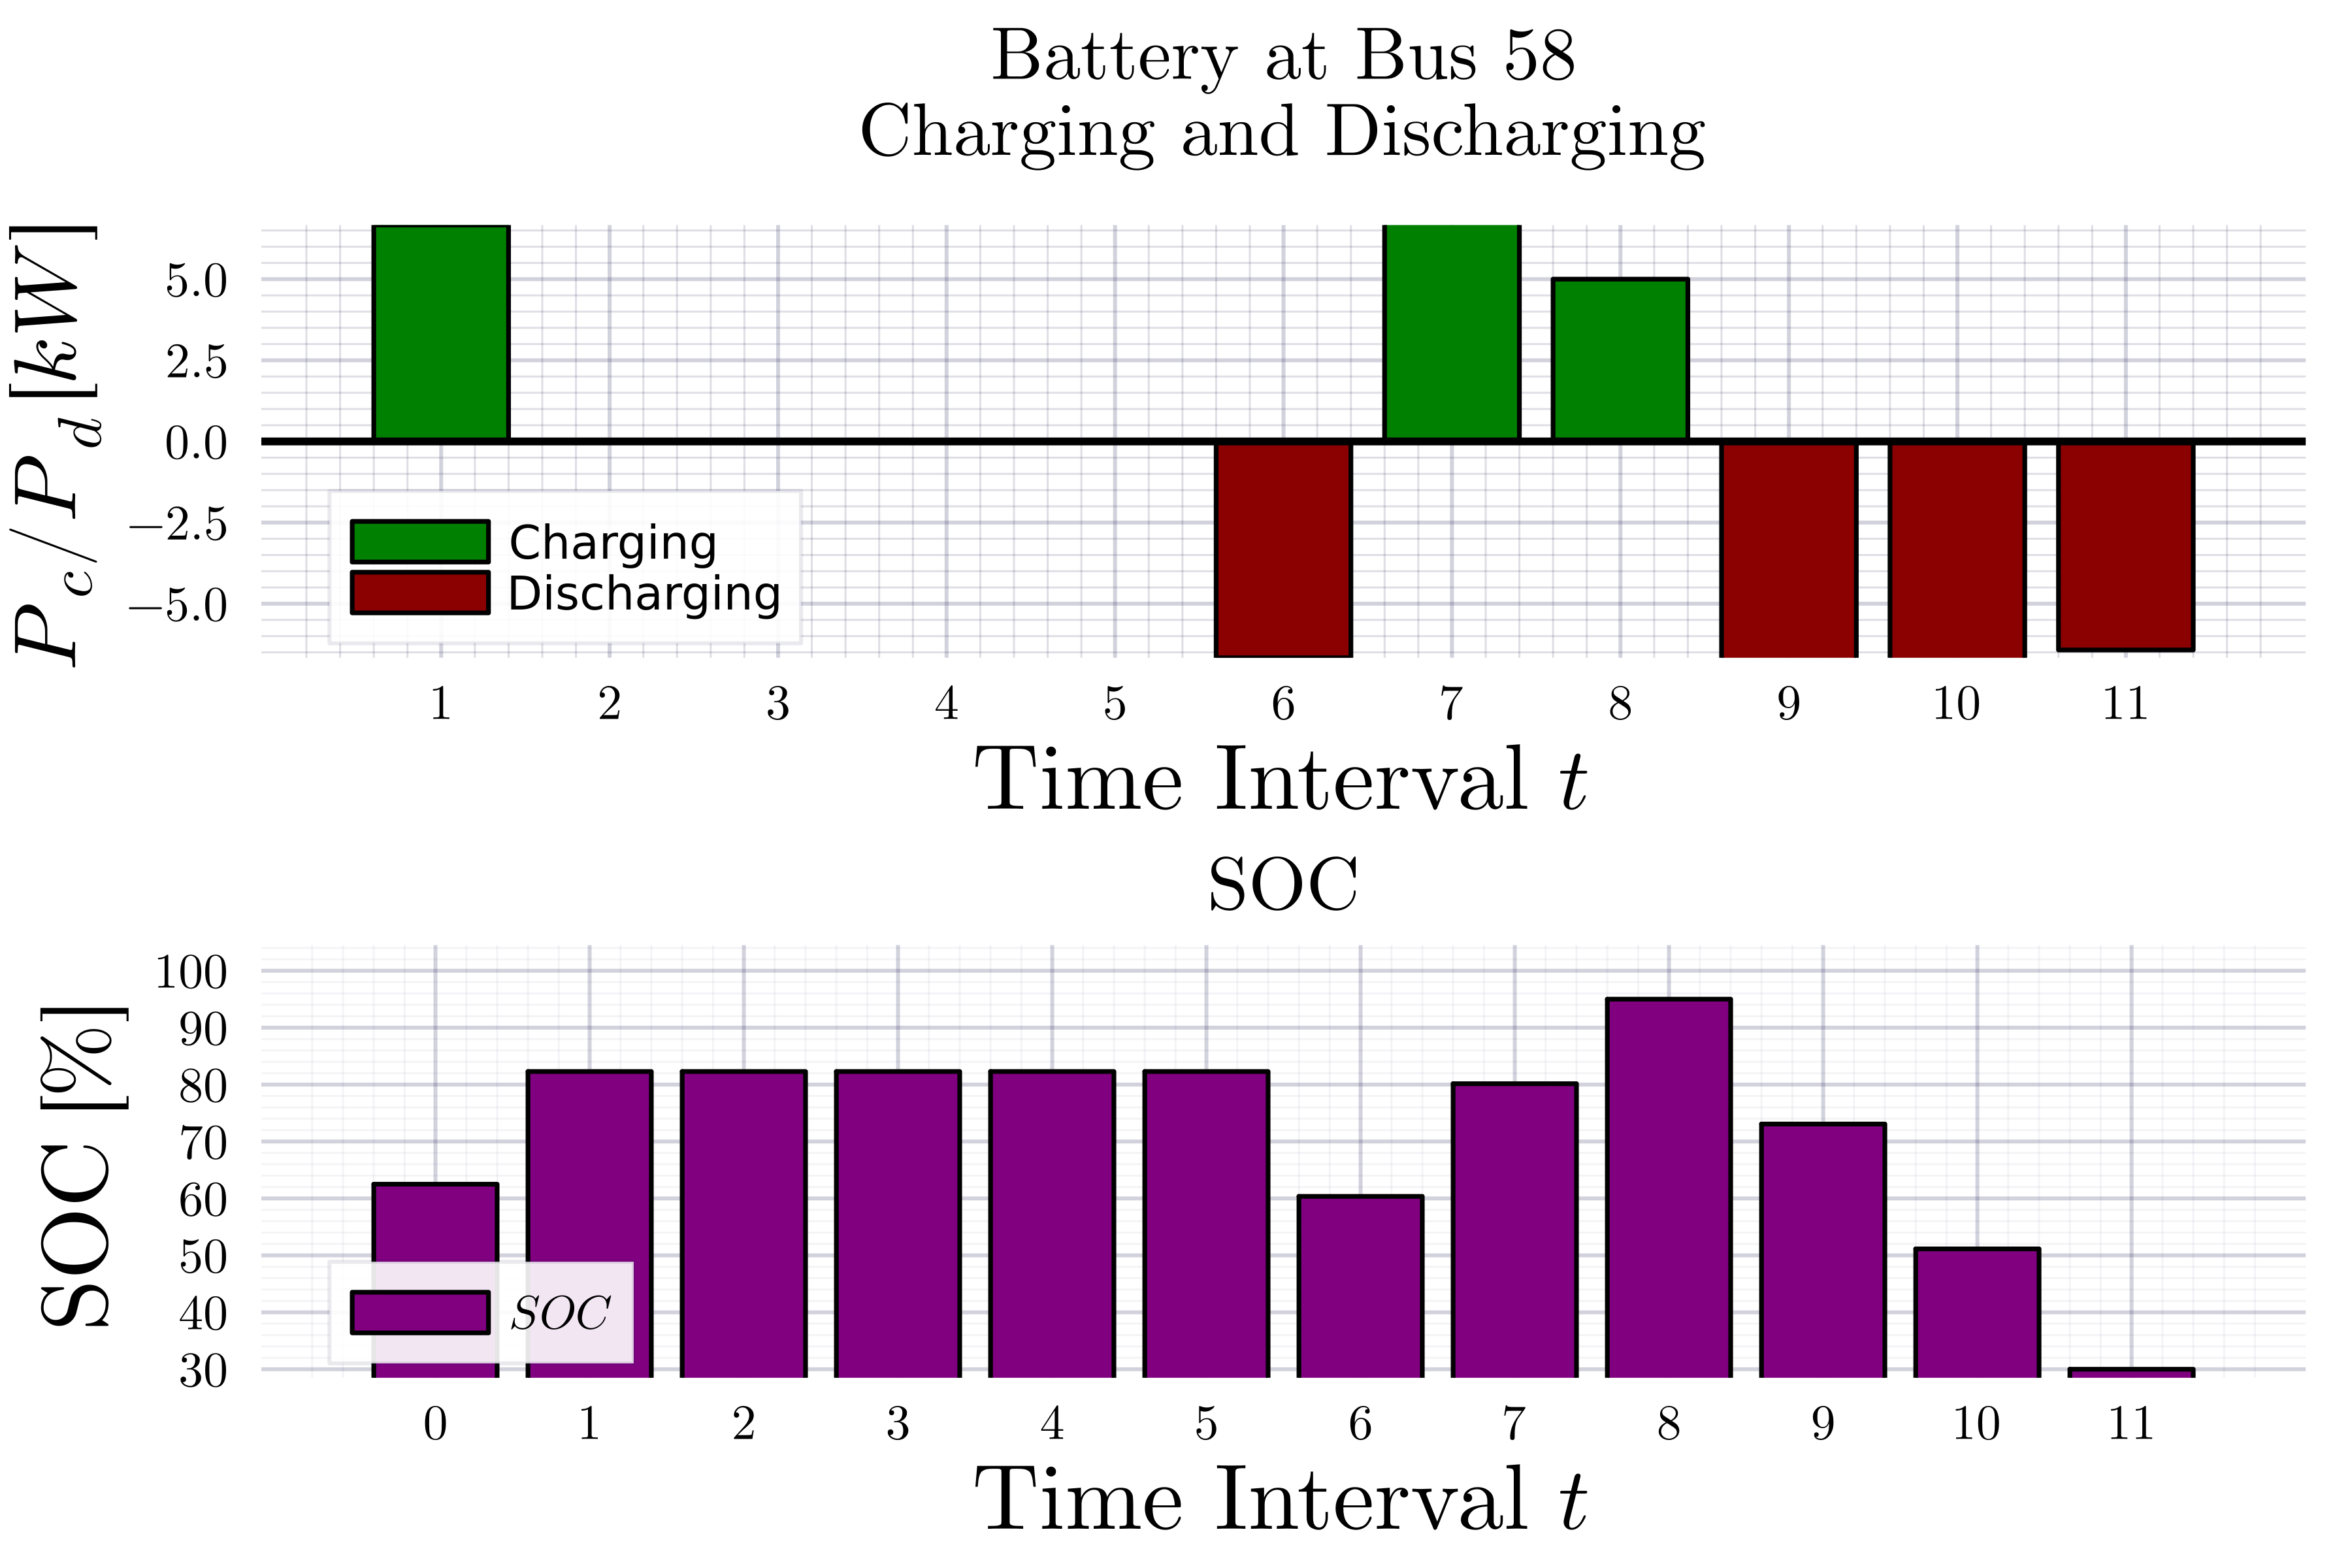 Battery at Bus 58
Charging and Discharging
P_c/P_d [kW]
5.0
2.5
0.0
−2.5
−5.0
Charging
Discharging
1 2 3 4 5 6 7 8 9 10 11
Time Interval t
SOC
SOC [%]
100
90
80
70
60
50
40
30
SOC
0 1 2 3 4 5 6 7 8 9 10 11
Time Interval t